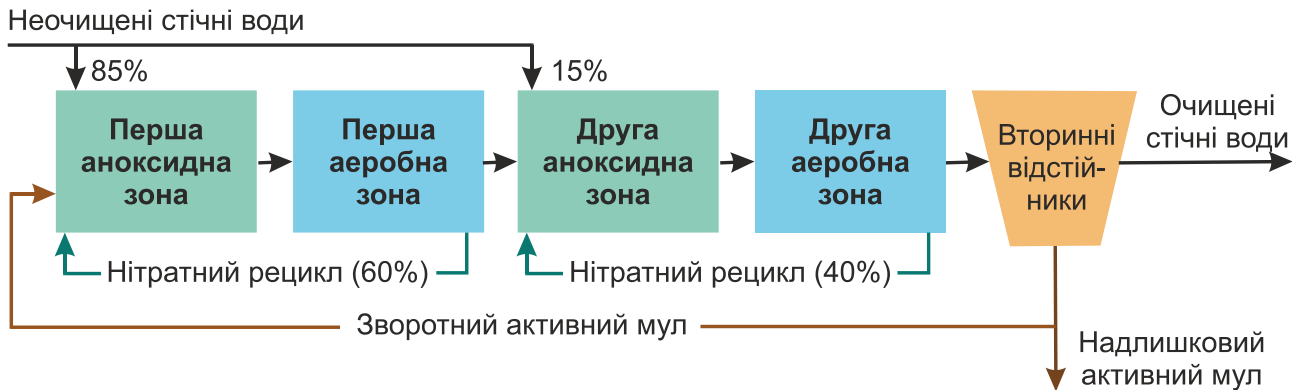 Неочищені стічні води
85%
15%
Перша
аноксидна
зона
Перша
аеробна
зона
Друга
аноксидна
зона
Друга
аеробна
зона
Вторинні
відстій-
ники
Очищені
стічні води
Нітратний рецикл (60%)
Нітратний рецикл (40%)
Зворотний активний мул
Надлишковий
активний мул